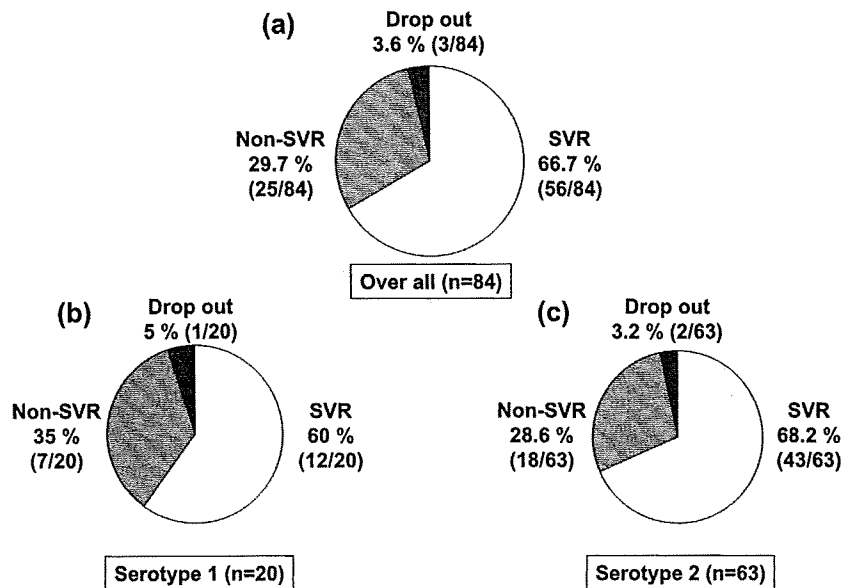 (a)
Drop out
3.6 % (3/84)
Non-SVR
29.7 %
(25/84)
SVR
66.7 %
(56/84)
Over all (n=84)
(b)
Drop out
5 % (1/20)
Non-SVR
35 %
(7/20)
SVR
60 %
(12/20)
Serotype 1 (n=20)
(c)
Drop out
3.2 % (2/63)
Non-SVR
28.6 %
(18/63)
SVR
68.2 %
(43/63)
Serotype 2 (n=63)